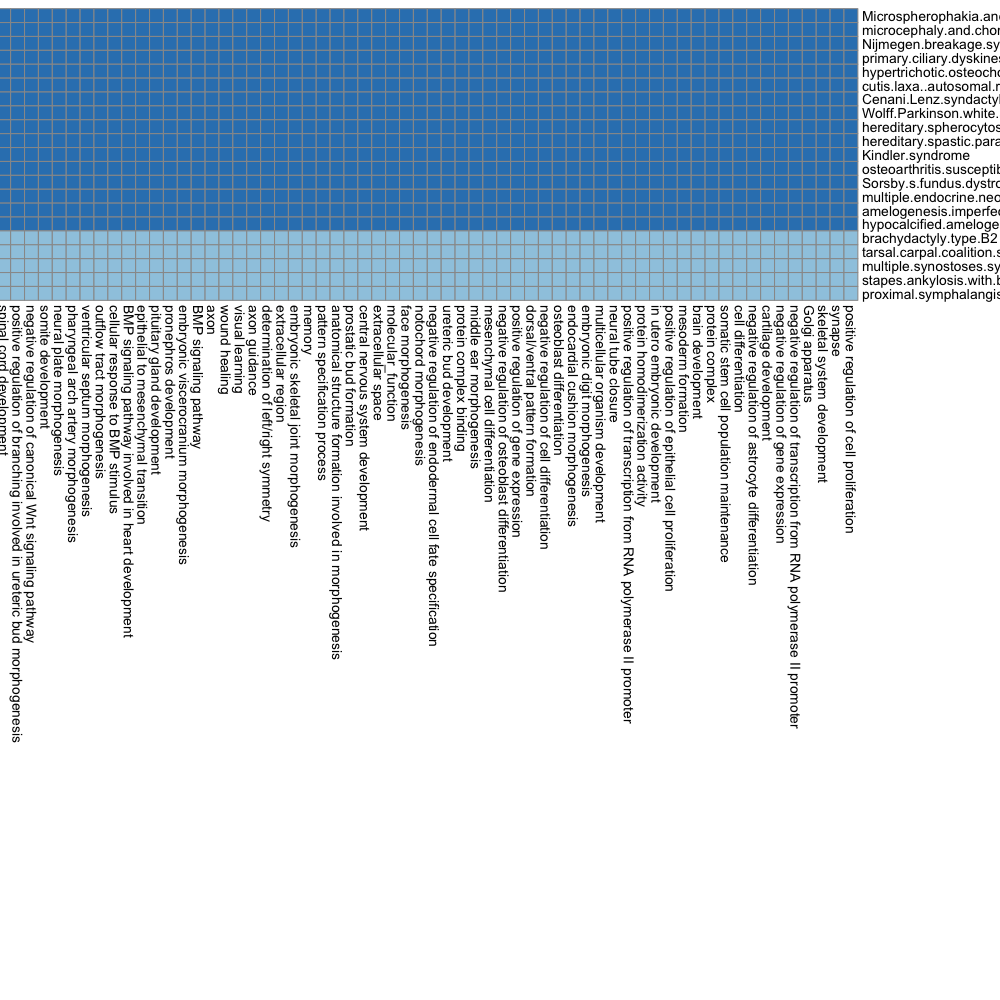 Microspherophakia.an
microcephaly.and.chor
Nijmegen.breakage.sy
primary.ciliary.dyskines
hypertrichotic.osteocho
cutis.laxa..autosomal.r
Cenani.Lenz.syndactyl
Wolff.Parkinson.white.
hereditary.spherocytos
hereditary.spastic.para
Kindler.syndrome
osteoarthritis.susceptib
Sorsby.s.fundus.dystro
multiple.endocrine.neo
amelogenesis.imperfec
hypocalcified.ameloge
brachydactyly.type.B2
tarsal.carpal.coalition.s
multiple.synostoses.sy
stapes.ankylosis.with.b
proximal.symphalangis
spinal cord development
positive regulation of branching involved in ureteric bud morphogenesis
negative regulation of canonical Wnt signaling pathway
somite development
neural plate morphogenesis
pharyngeal arch artery morphogenesis
ventricular septum morphogenesis
outflow tract morphogenesis
cellular response to BMP stimulus
BMP signaling pathway involved in heart development
epithelial to mesenchymal transition
pituitary gland development
pronephros development
embryonic viscerocranium morphogenesis
BMP signaling pathway
axon
wound healing
visual learning
axon guidance
determination of left/right symmetry
extracellular region
embryonic skeletal joint morphogenesis
memory
pattern specification process
anatomical structure formation involved in morphogenesis
prostatic bud formation
central nervous system development
extracellular space
molecular_function
face morphogenesis
notochord morphogenesis
negative regulation of endodermal cell fate specification
ureteric bud development
protein complex binding
middle ear morphogenesis
mesenchymal cell differentiation
negative regulation of osteoblast differentiation
positive regulation of gene expression
dorsal/ventral pattern formation
negative regulation of cell differentiation
osteoblast differentiation
endocardial cushion morphogenesis
embryonic digit morphogenesis
multicellular organism development
neural tube closure
positive regulation of transcription from RNA polymerase II promoter
protein homodimerization activity
in utero embryonic development
positive regulation of epithelial cell proliferation
mesoderm formation
brain development
protein complex
somatic stem cell population maintenance
cell differentiation
negative regulation of astrocyte differentiation
cartilage development
negative regulation of gene expression
negative regulation of transcription from RNA polymerase II promoter
Golgi apparatus
skeletal system development
synapse
positive regulation of cell proliferation